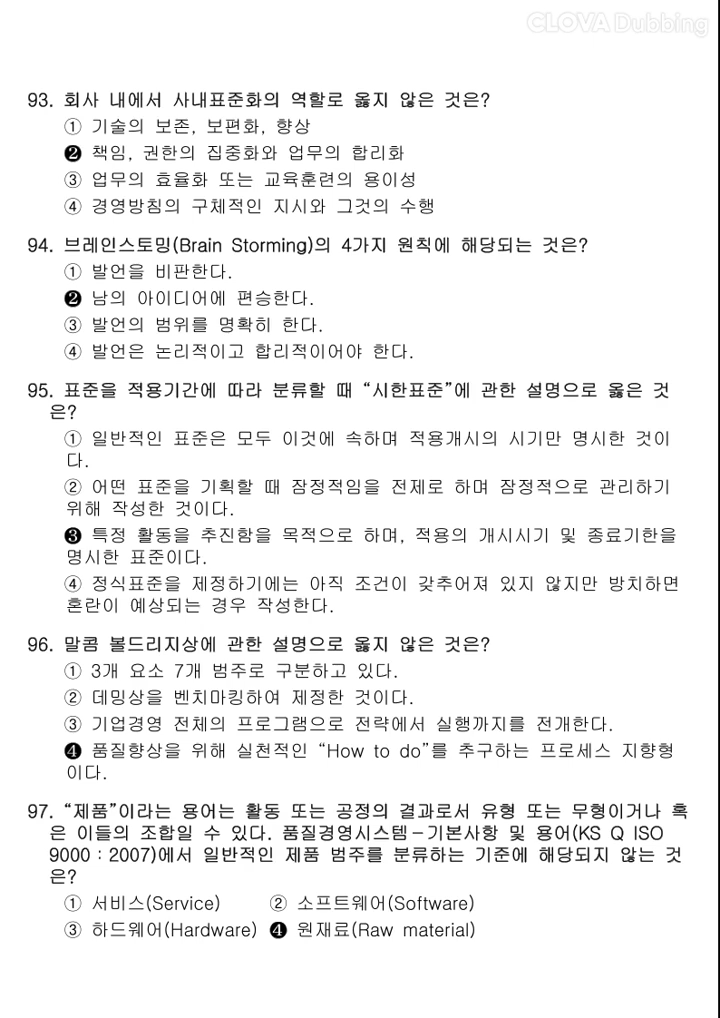 CLOVA Dubbing
93. 회사 내에서 사내표준화의 역할로 옳지 않은 것은?
① 기술의 보존, 보편화, 향상
❷ 책임, 권한의 집중화와 업무의 합리화
③ 업무의 효율화 또는 교육훈련의 용이성
④ 경영방침의 구체적인 지시와 그것의 수행
94. 브레인스토밍(Brain Storming)의 4가지 원칙에 해당되는 것은?
① 발언을 비판한다.
❷ 남의 아이디어에 편승한다.
③ 발언의 범위를 명확히 한다.
④ 발언은 논리적이고 합리적이어야 한다.
95. 표준을 적용기간에 따라 분류할 때 “시한표준”에 관한 설명으로 옳은 것
은?
① 일반적인 표준은 모두 이것에 속하며 적용개시의 시기만 명시한 것이
다.
② 어떤 표준을 기획할 때 잠정적임을 전제로 하며 잠정적으로 관리하기
위해 작성한 것이다.
❸ 특정 활동을 추진함을 목적으로 하며, 적용의 개시시기 및 종료기한을
명시한 표준이다.
④ 정식표준을 제정하기에는 아직 조건이 갖추어져 있지 않지만 방치하면
혼란이 예상되는 경우 작성한다.
96. 말콤 볼드리지상에 관한 설명으로 옳지 않은 것은?
① 3개 요소 7개 범주로 구분하고 있다.
② 데밍상을 벤치마킹하여 제정한 것이다.
③ 기업경영 전체의 프로그램으로 전략에서 실행까지를 전개한다.
❹ 품질향상을 위해 실천적인 “How to do”를 추구하는 프로세스 지향형
이다.
97. “제품”이라는 용어는 활동 또는 공정의 결과로서 유형 또는 무형이거나 혹
은 이들의 조합일 수 있다. 품질경영시스템-기본사항 및 용어(KS Q ISO
9000 : 2007)에서 일반적인 제품 범주를 분류하는 기준에 해당되지 않는 것
은?
① 서비스(Service) ② 소프트웨어(Software)
③ 하드웨어(Hardware) ❹ 원재료(Raw material)